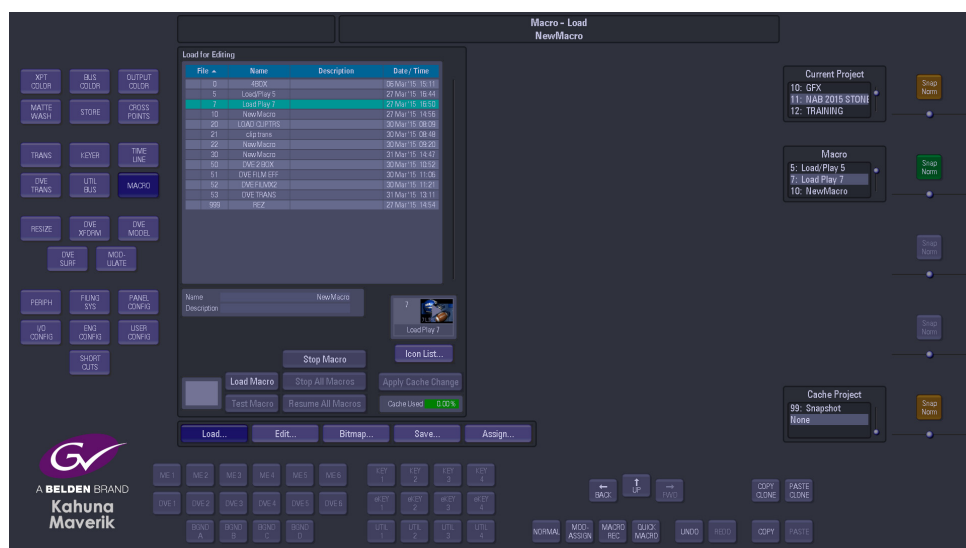 Macro - Load
NewMacro
Load for Editing
File Name Description Date / Time
0 4BOX 06 Mar '15 15:11
5 Load/Play 5 27 Mar '15 16:44
7 Load Play 7 27 Mar '15 16:50
10 NewMacro 27 Mar '15 14:56
20 LOAD CLIPTRS 30 Mar '15 08:09
21 clip trans 30 Mar '15 08:48
22 NewMacro 30 Mar '15 09:20
30 NewMacro 31 Mar '15 14:47
50 DVE 2 BOX 30 Mar '15 10:52
51 DVE FILM EFF 30 Mar '15 11:06
52 DVE FILMX2 30 Mar '15 11:21
53 DVE TRANS 31 Mar '15 13:11
999 REZ 27 Mar '15 14:54
Name NewMacro
Description
7
Load Play 7
Icon List...
Stop Macro
Load Macro Stop All Macros Apply Cache Change
Test Macro Resume All Macros Cache Used 0.00%
Load... Edit... Bitmap... Save... Assign...
XPT COLOR
BUS COLOR
OUTPUT COLOR
MATTE WASH
STORE
CROSS POINTS
TRANS
KEYER
TIME LINE
DVE TRANS
UTIL BUS
MACRO
RESIZE
DVE XFORM
DVE MODEL
DVE SURF
MOD- ULATE
PERIPH
FILING SYS
PANEL CONFIG
I/O CONFIG
ENG CONFIG
USER CONFIG
SHORT CUTS
Current Project
10: GFX
11: NAB 2015 STONE
12: TRAINING
Snap Norm
Macro
5: Load/Play 5
7: Load Play 7
10: NewMacro
Snap Norm
Snap Norm
Snap Norm
Cache Project
99: Snapshot
None
Snap Norm
GV
A BELDEN BRAND
Kahuna
Maverik
ME 1 ME 2 ME 3 ME 4 ME 5 ME 6
KEY 1 KEY 2 KEY 3 KEY 4
DVE 1 DVE 2 DVE 3 DVE 4 DVE 5 DVE 6
eKEY 1 eKEY 2 eKEY 3 eKEY 4
BGND A BGND B BGND C BGND D
UTIL 1 UTIL 2 UTIL 3 UTIL 4
← BACK ↑ UP → FWD
COPY CLONE PASTE CLONE
NORMAL MOD- ASSIGN MACRO REC QUICK MACRO UNDO REDO COPY PASTE